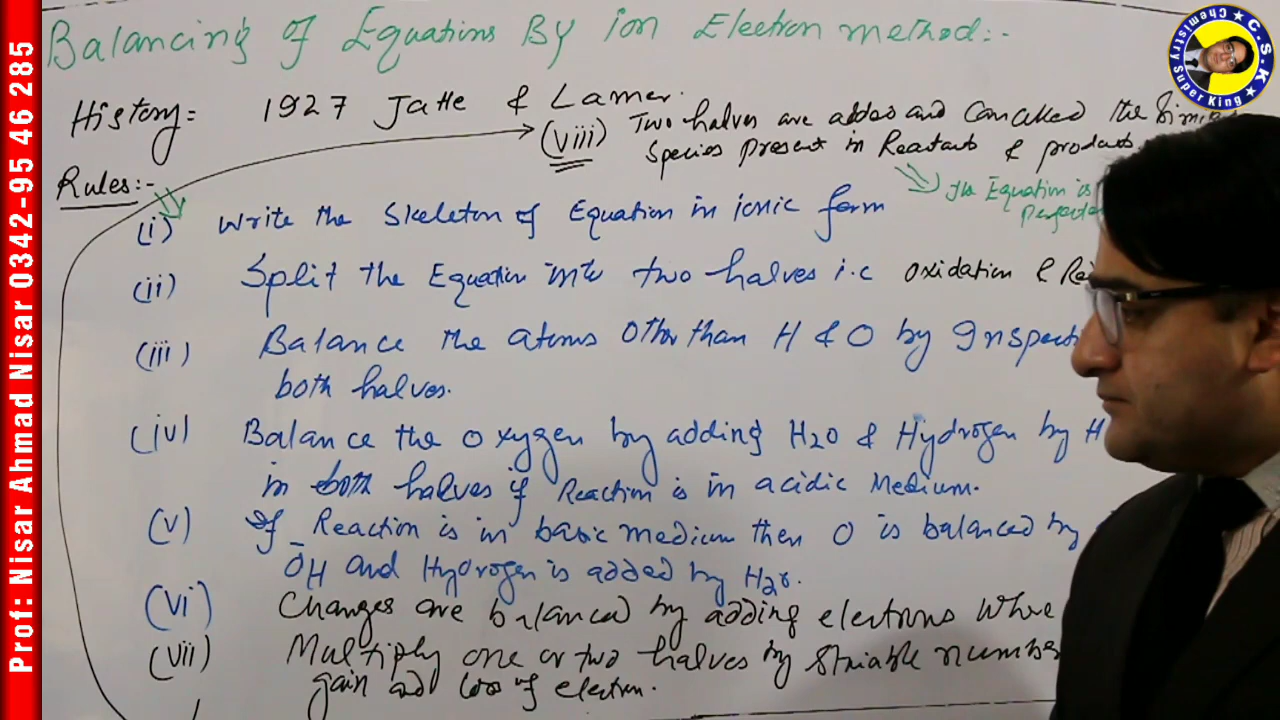 Balancing of Equations By ion Electron method:-
C.S.K
Chemistry Super King
Prof: Nisar Ahmad Nisar 0342-95 46 285
History:- 1927 Jatte & Lamer.
(viii) Two halves are added and Cancelled the Simi
Species present in Reactants & products.
The Equation is
Rules:-
(i) Write the Skeleton of Equation in ionic form
(ii) Split the Equation into two halves i.e Oxidation & Re
(iii) Balance the atoms Other than H & O by Inspecti
both halves.
(iv) Balance the Oxygen by adding H2O & Hydrogen by H
in both halves if Reaction is in acidic Medium.
(v) If Reaction is in basic medium then O is balanced by
OH and Hydrogen is added by H2O.
(vi) Charges are balanced by adding electrons Where
(vii) Multiply one or two halves by number
gain and loss of electron.